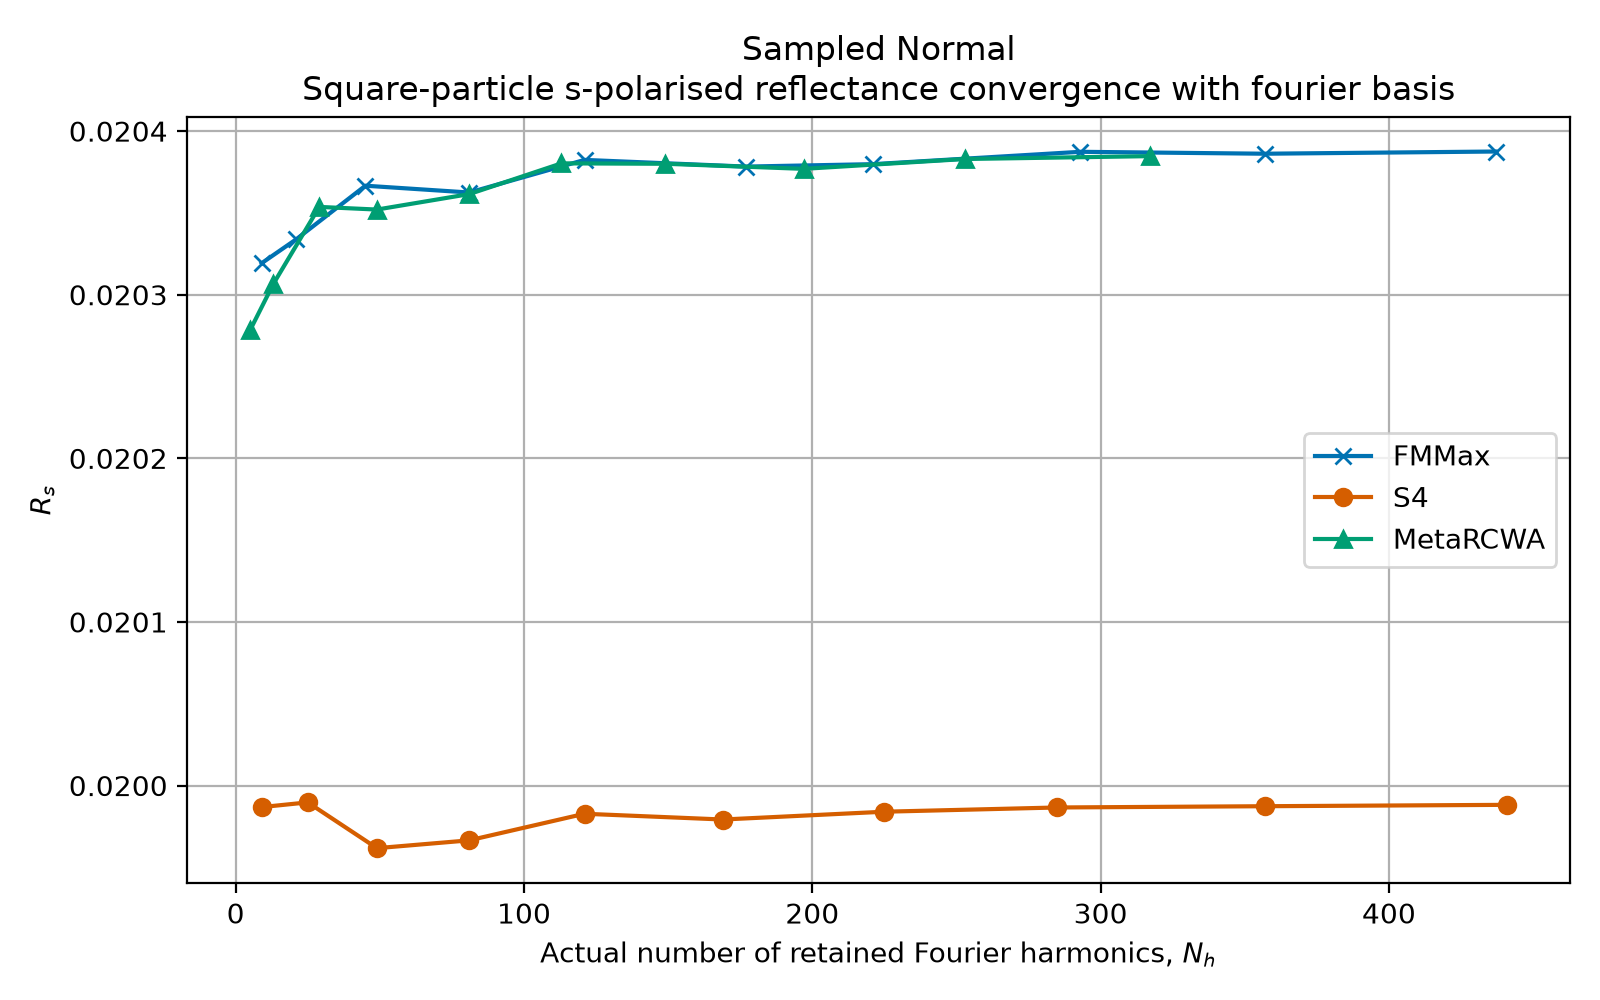 Sampled Normal
Square-particle s-polarised reflectance convergence with fourier basis
0.0204
0.0203
0.0202
0.0201
0.0200
R_s
FMMax
S4
MetaRCWA
0 100 200 300 400
Actual number of retained Fourier harmonics, N_h